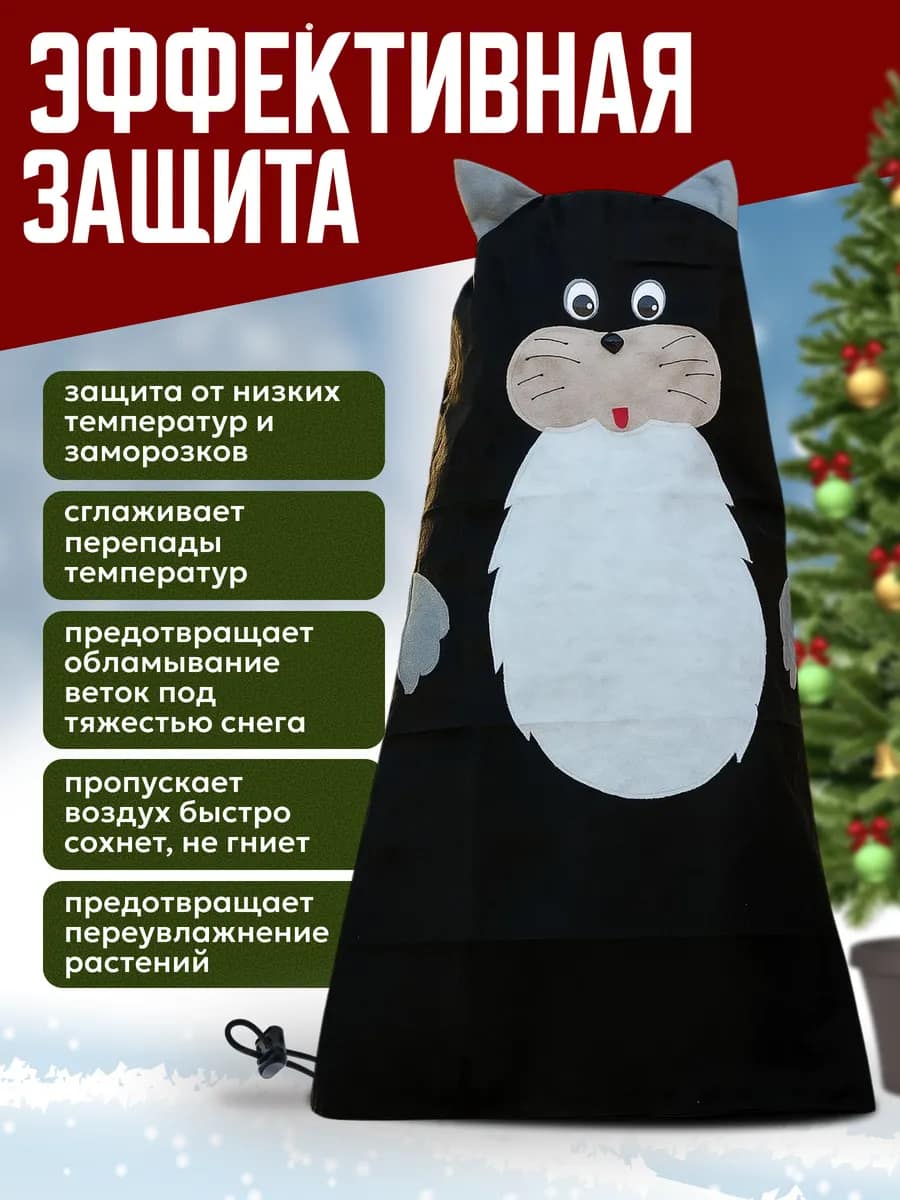 ЭФФЕКТИВНАЯ
ЗАЩИТА
защита от низких
температур и
заморозков
сглаживает
перепады
температур
предотвращает
обламывание
веток под
тяжестью снега
пропускает
воздух быстро
сохнет, не гниет
предотвращает
переувлажнение
растений